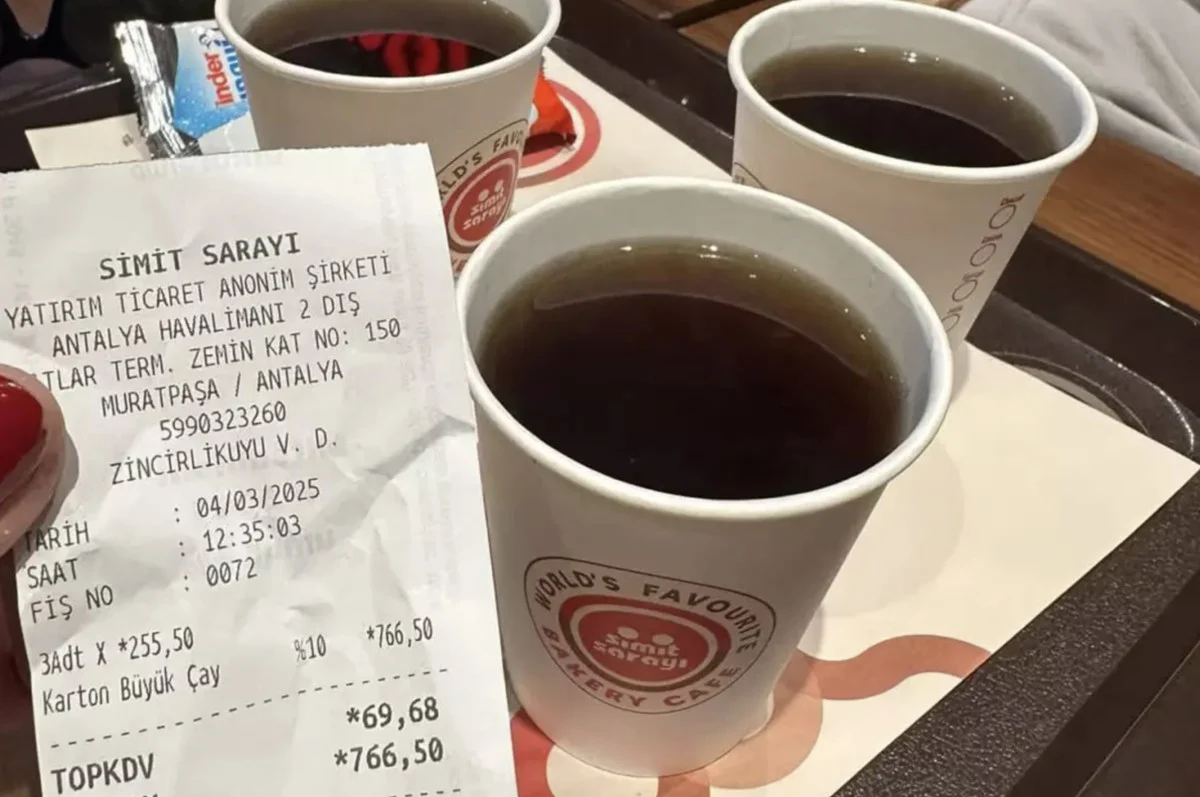 SİMİT SARAYI
YATIRIM TİCARET ANONİM ŞİRKETİ
ANTALYA HAVALİMANI 2 DIŞ
TLAR TERM. ZEMİN KAT NO: 150
MURATPAŞA / ANTALYA
5990323260
ZİNCİRLİKUYU V. D.
TARİH : 04/03/2025
SAAT : 12:35:03
FİŞ NO : 0072
3Adt X *255,50 %10 *766,50
Karton Büyük Çay
*69,68
TOPKDV *766,50
WORLD'S FAVOURITE
simit
sarayı
BAKERY CAFE
LD'S FAV
simit
sarayı
inder